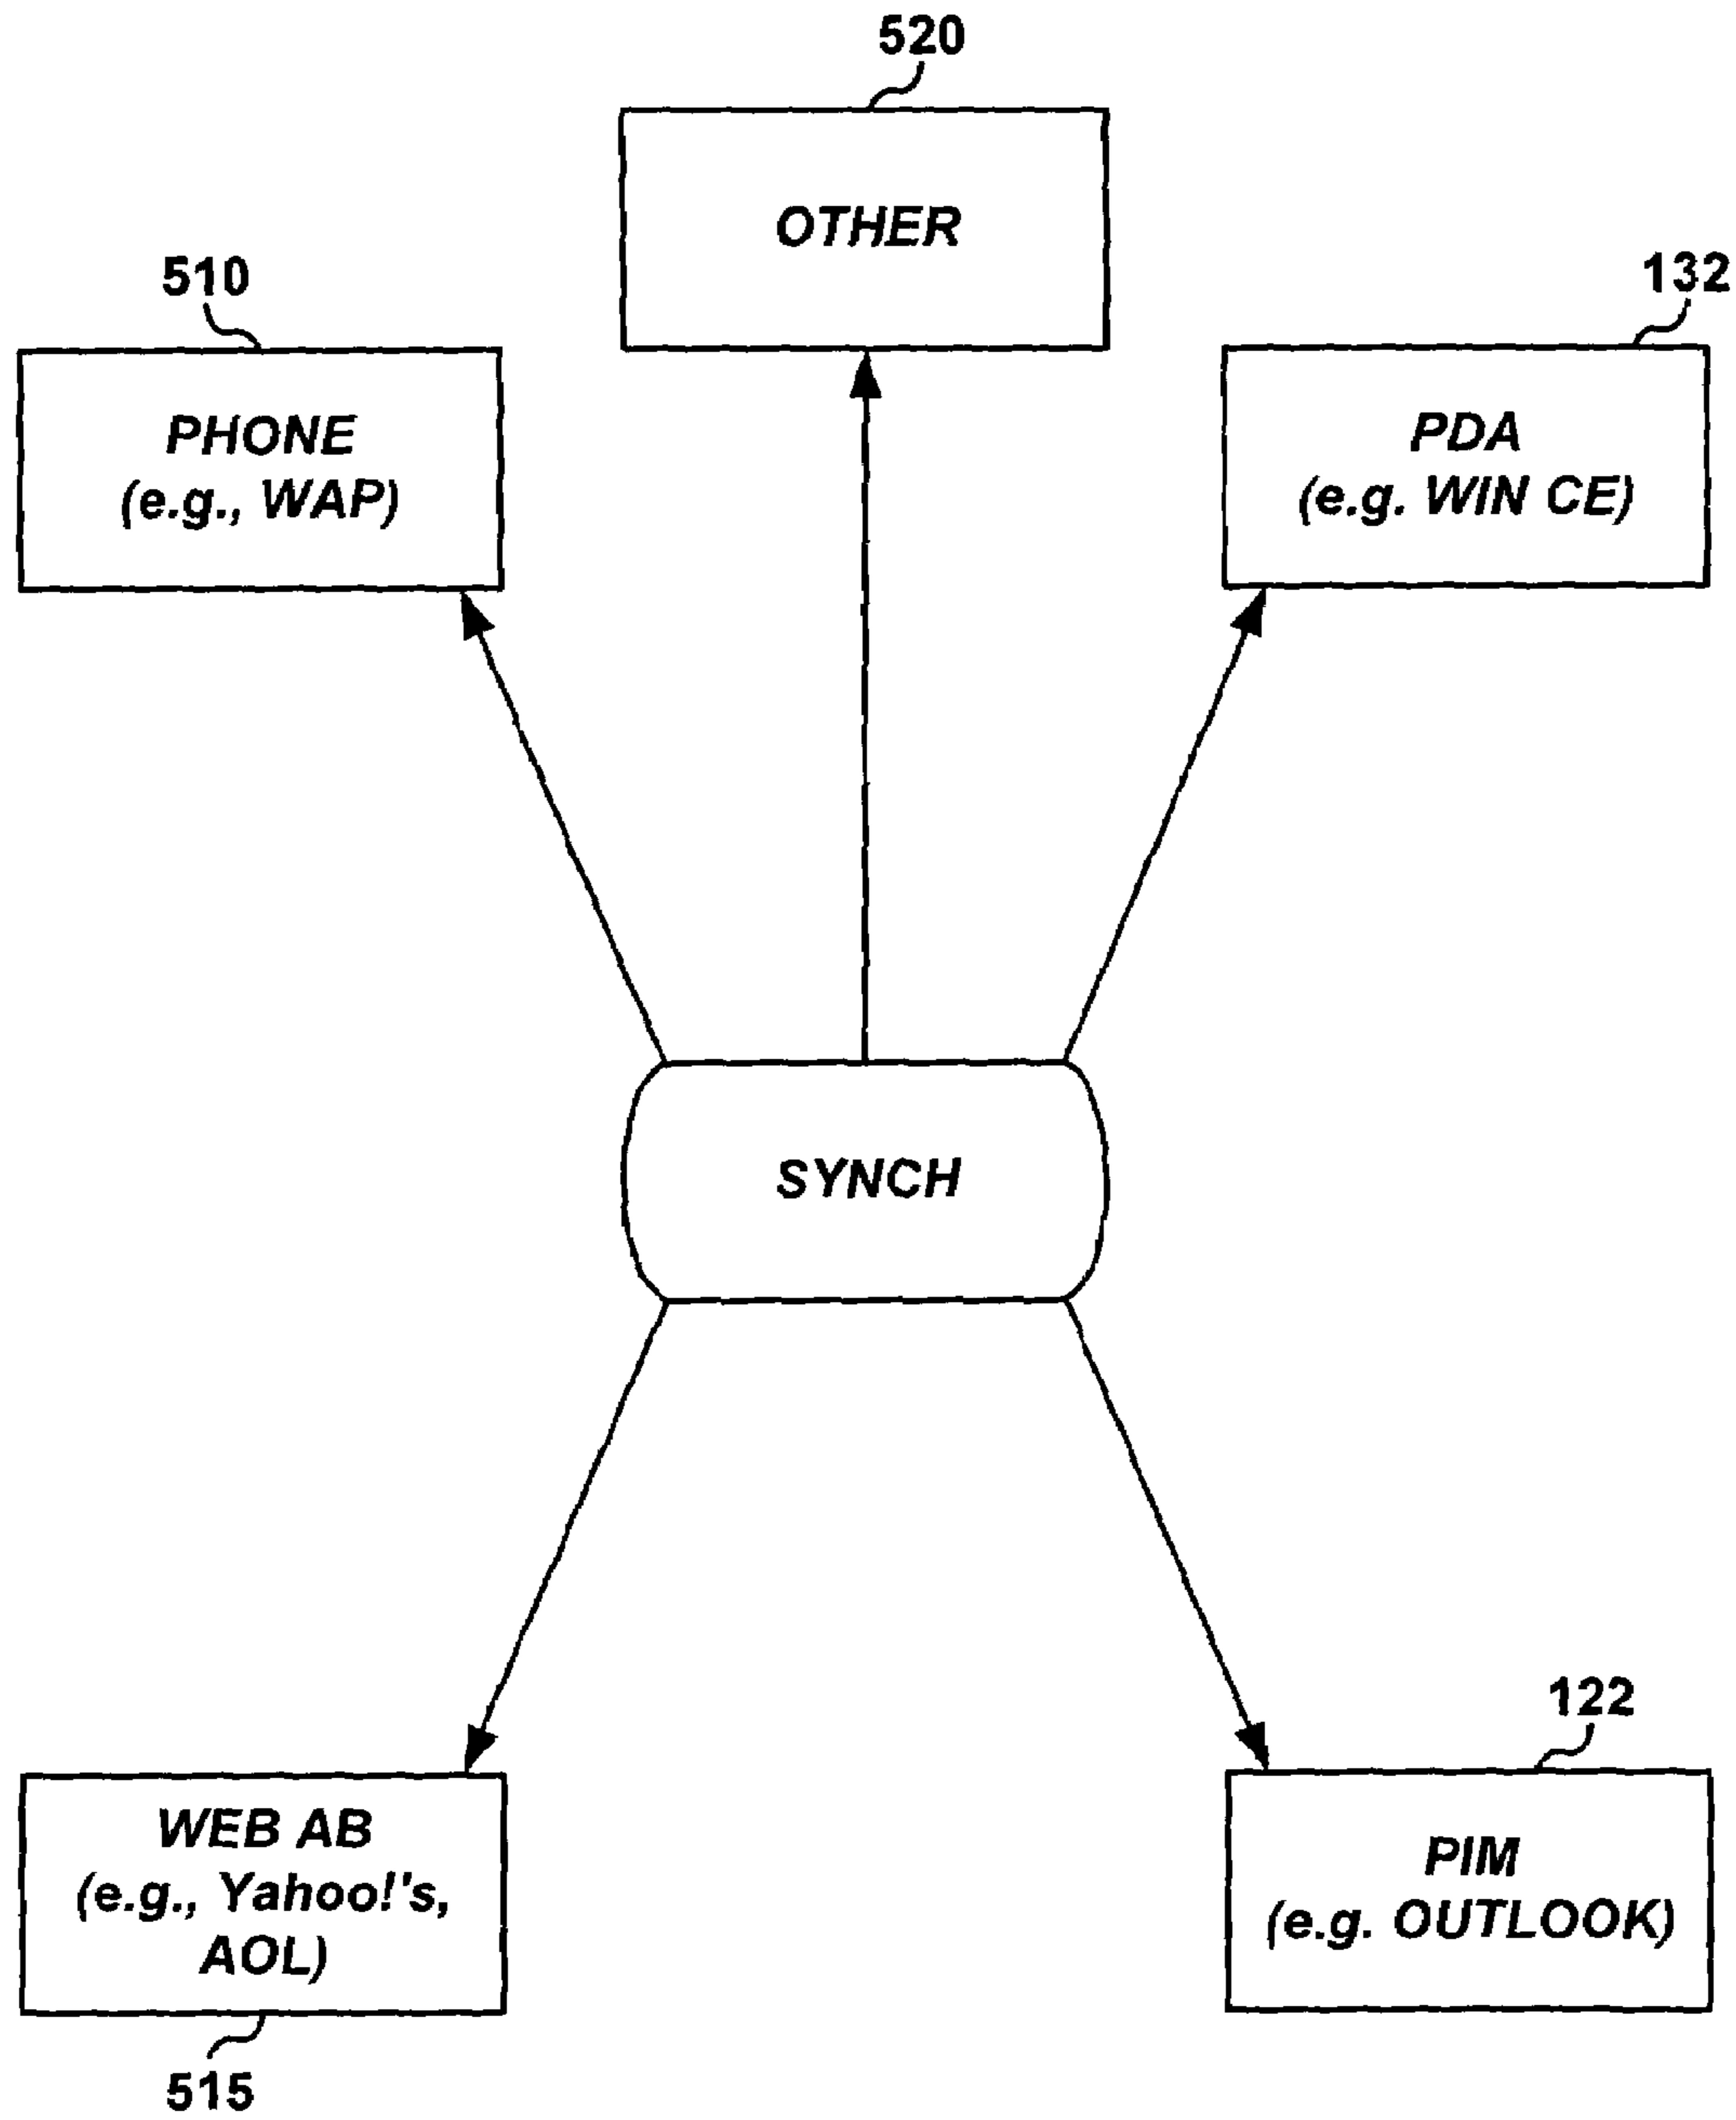 520
OTHER
510
132
PHONE
(e.g., WAP)
PDA
(e.g. WIN CE)
SYNCH
122
WEB AB
(e.g., Yahoo!'s,
AOL)
PIM
(e.g. OUTLOOK)
515